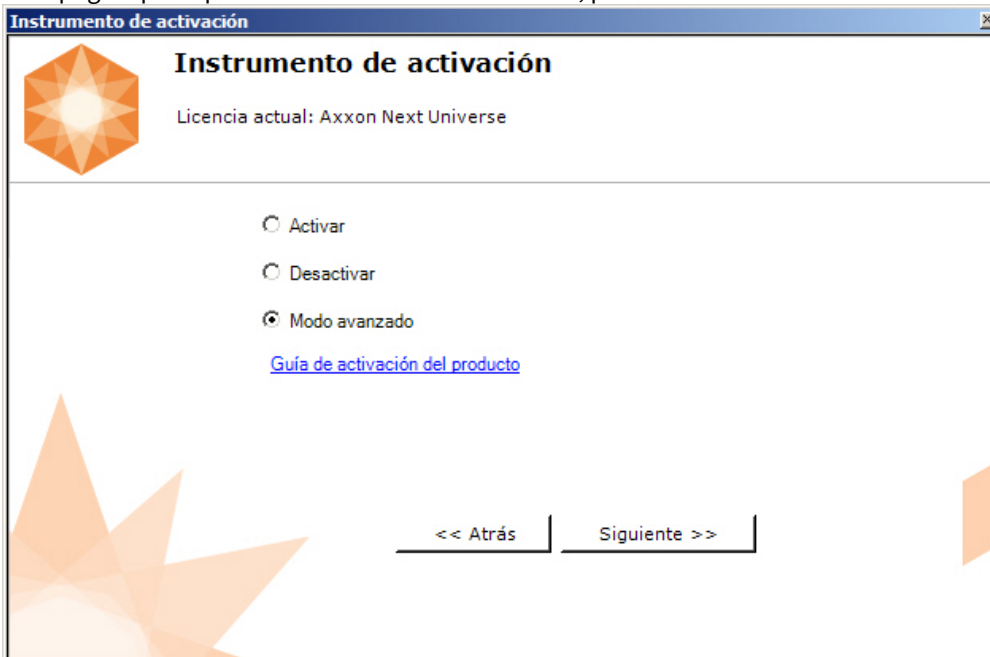 Instrumento de activación
Instrumento de activación
Licencia actual: Axxon Next Universe
Activar
Desactivar
Modo avanzado
Guía de activación del producto
<< Atrás
Siguiente >>